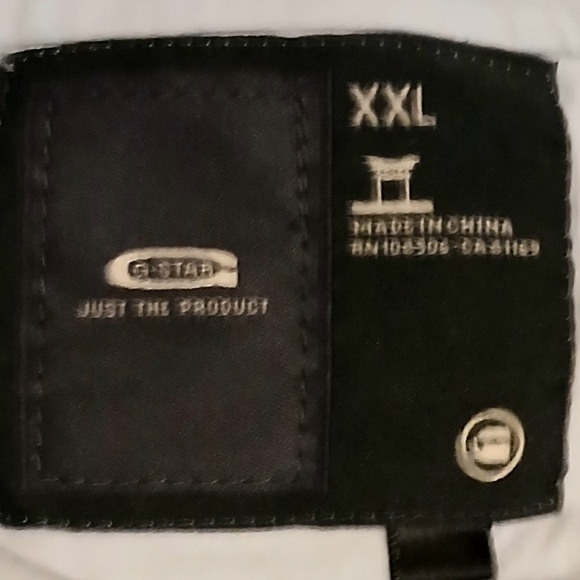 G-STAR
JUST THE PRODUCT
XXL
MADE IN CHINA